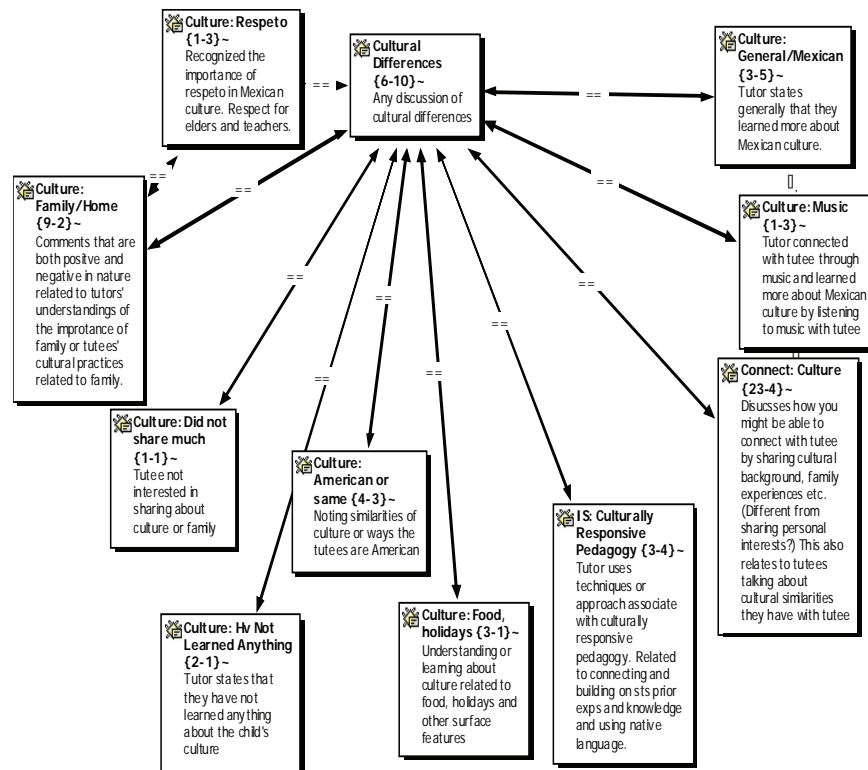 Culture: Respeto
{1-3}~
Recognized the
importance of
respeto in Mexican
culture. Respect for
elders and teachers.
Cultural
Differences
{6-10}~
Any discussion of
cultural differences
Culture:
General/Mexican
{3-5}~
Tutor states
generally that they
learned more about
Mexican culture.
==
==
==
==
==
Culture:
Family/Home
{9-2}~
Comments that are
both positve and
negative in nature
related to tutors'
understandings of
the improtance of
family or tutees'
cultural practices
related to family.
Culture: Music
{1-3}~
Tutor connected
with tutee through
music and learned
more about Mexican
culture by listening
to music with tutee
==
==
==
==
==
==
Connect: Culture
{23-4}~
Disucsses how you
might be able to
connect with tutee
by sharing cultural
background, family
experiences etc.
(Different from
sharing personal
interests?) This also
relates to tutees
talking about
cultural similarities
they have with tutee
Culture: Did not
share much
{1-1}~
Tutee not
interested in
sharing about
culture or family
Culture:
American or
same {4-3}~
Noting similarities of
culture or ways the
tutees are American
IS: Culturally
Responsive
Pedagogy {3-4}~
Tutor uses
techniques or
approach associate
with culturally
responsive
pedagogy. Related
to connecting and
building on sts prior
exps and knowledge
and using native
language.
Culture: Hv Not
Learned Anything
{2-1}~
Tutor states that
they have not
learned anything
about the child's
culture
Culture: Food,
holidays {3-1}~
Understanding or
learning about
culture related to
food, holidays and
other surface
features